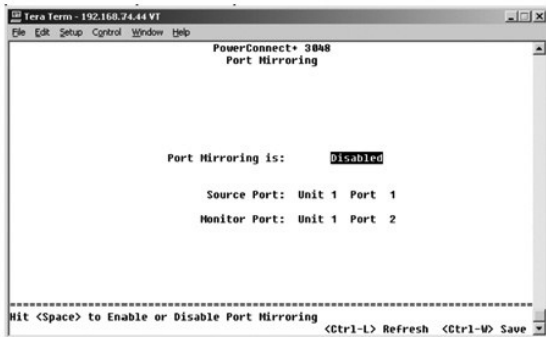 Tera Term - 192.168.74.44 VT
File Edit Setup Control Window Help
PowerConnect+ 3048
Port Mirroring
Port Mirroring is: Disabled
Source Port: Unit 1 Port 1
Monitor Port: Unit 1 Port 2
Hit <Space> to Enable or Disable Port Mirroring
<Ctrl-L> Refresh <Ctrl-W> Save